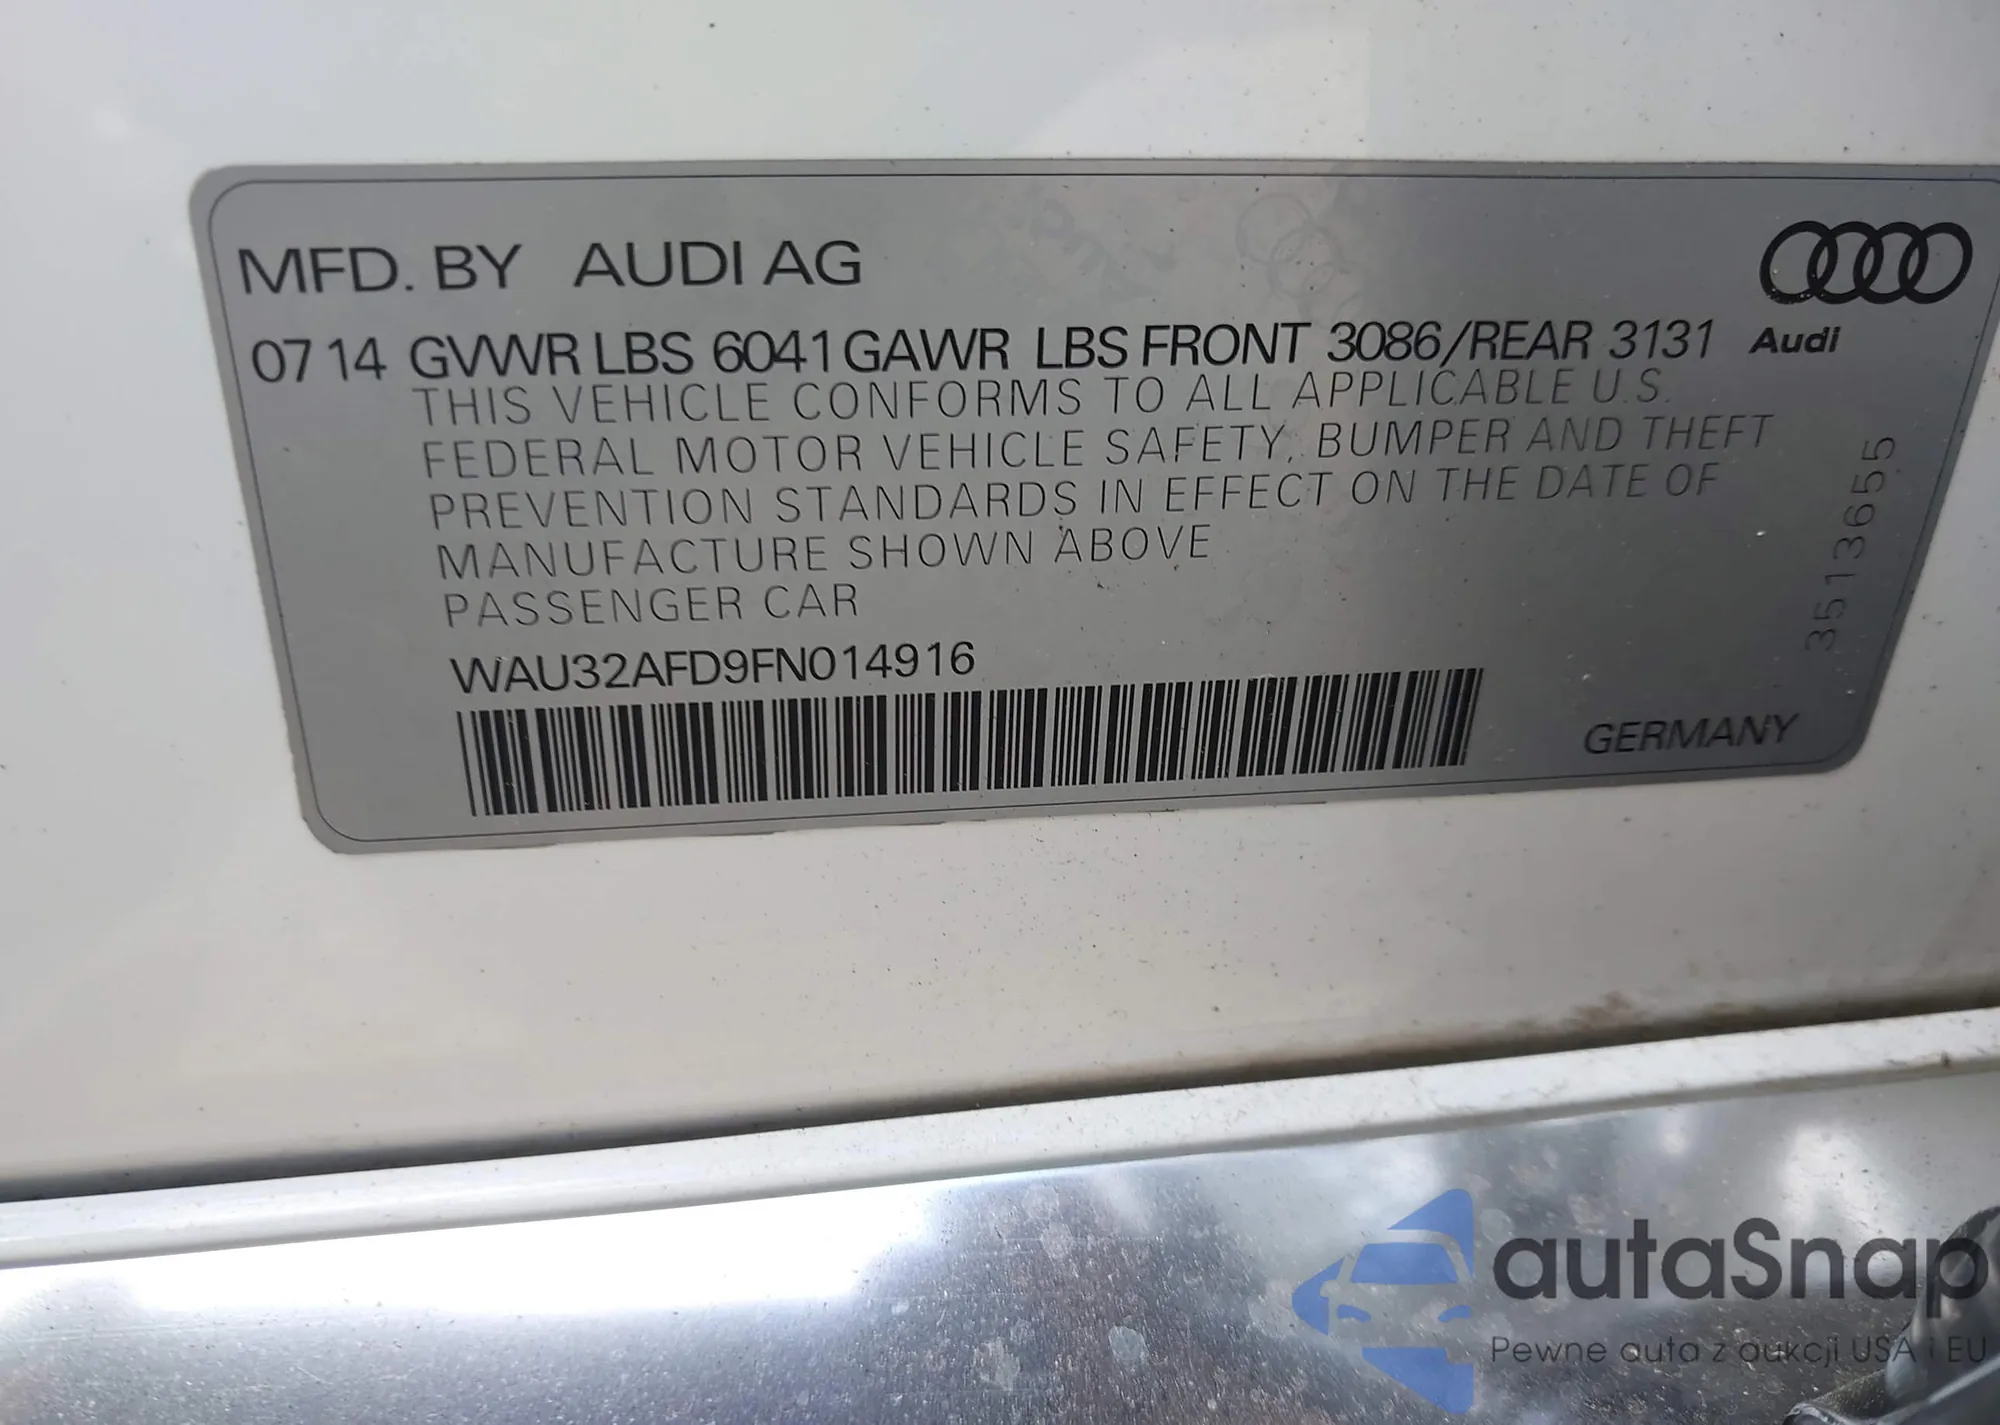 MFD. BY AUDI AG
07 14 GVWR LBS 6041 GAWR LBS FRONT 3086/REAR 3131 Audi
THIS VEHICLE CONFORMS TO ALL APPLICABLE U.S.
FEDERAL MOTOR VEHICLE SAFETY, BUMPER AND THEFT
PREVENTION STANDARDS IN EFFECT ON THE DATE OF
MANUFACTURE SHOWN ABOVE
PASSENGER CAR
WAU32AFD9FN014916
GERMANY
3513655
autaSnap
Pewne auta z aukcji USA i EU